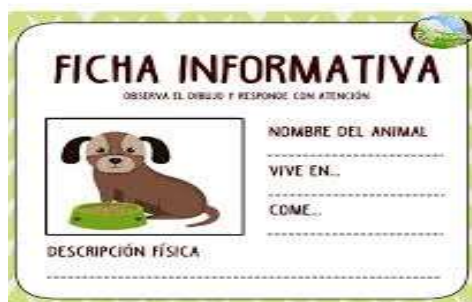 FICHA INFORMATIVA
OBSERVA EL DIBUJO Y RESPONDE CON ATENCIÓN
NOMBRE DEL ANIMAL
VIVE EN...
COME...
DESCRIPCIÓN FÍSICA